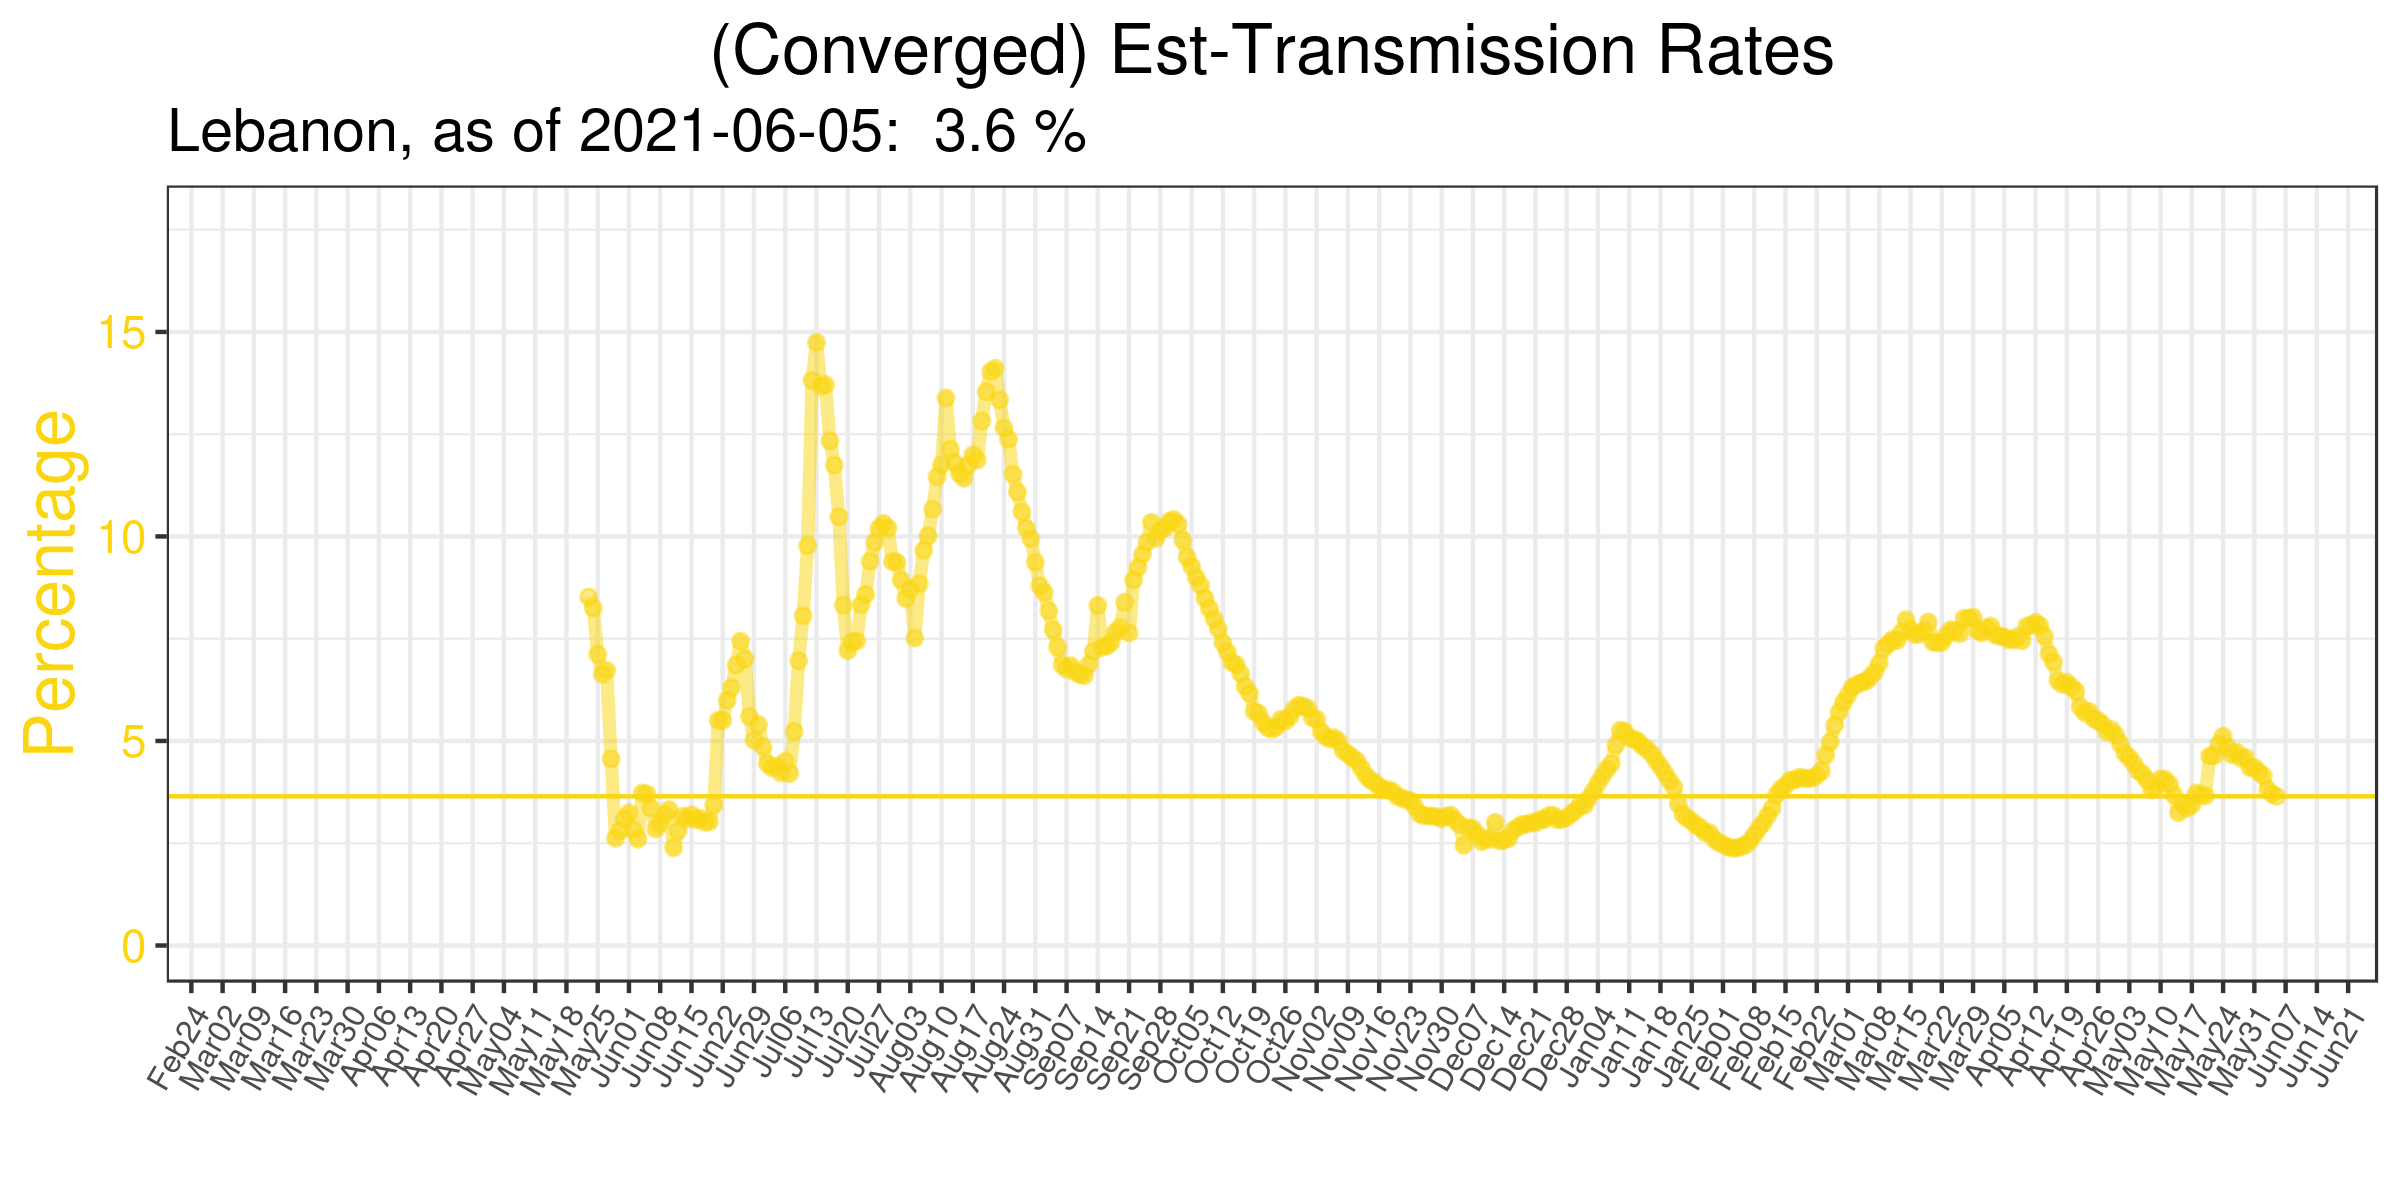 (Converged) Est-Transmission Rates
Lebanon, as of 2021-06-05:  3.6 %
Percentage
15
10
5
0
Feb24
Mar02
Mar09
Mar16
Mar23
Mar30
Apr06
Apr13
Apr20
Apr27
May04
May11
May18
May25
Jun01
Jun08
Jun15
Jun22
Jun29
Jul06
Jul13
Jul20
Jul27
Aug03
Aug10
Aug17
Aug24
Aug31
Sep07
Sep14
Sep21
Sep28
Oct05
Oct12
Oct19
Oct26
Nov02
Nov09
Nov16
Nov23
Nov30
Dec07
Dec14
Dec21
Dec28
Jan04
Jan11
Jan18
Jan25
Feb01
Feb08
Feb15
Feb22
Mar01
Mar08
Mar15
Mar22
Mar29
Apr05
Apr12
Apr19
Apr26
May03
May10
May17
May24
May31
Jun07
Jun14
Jun21